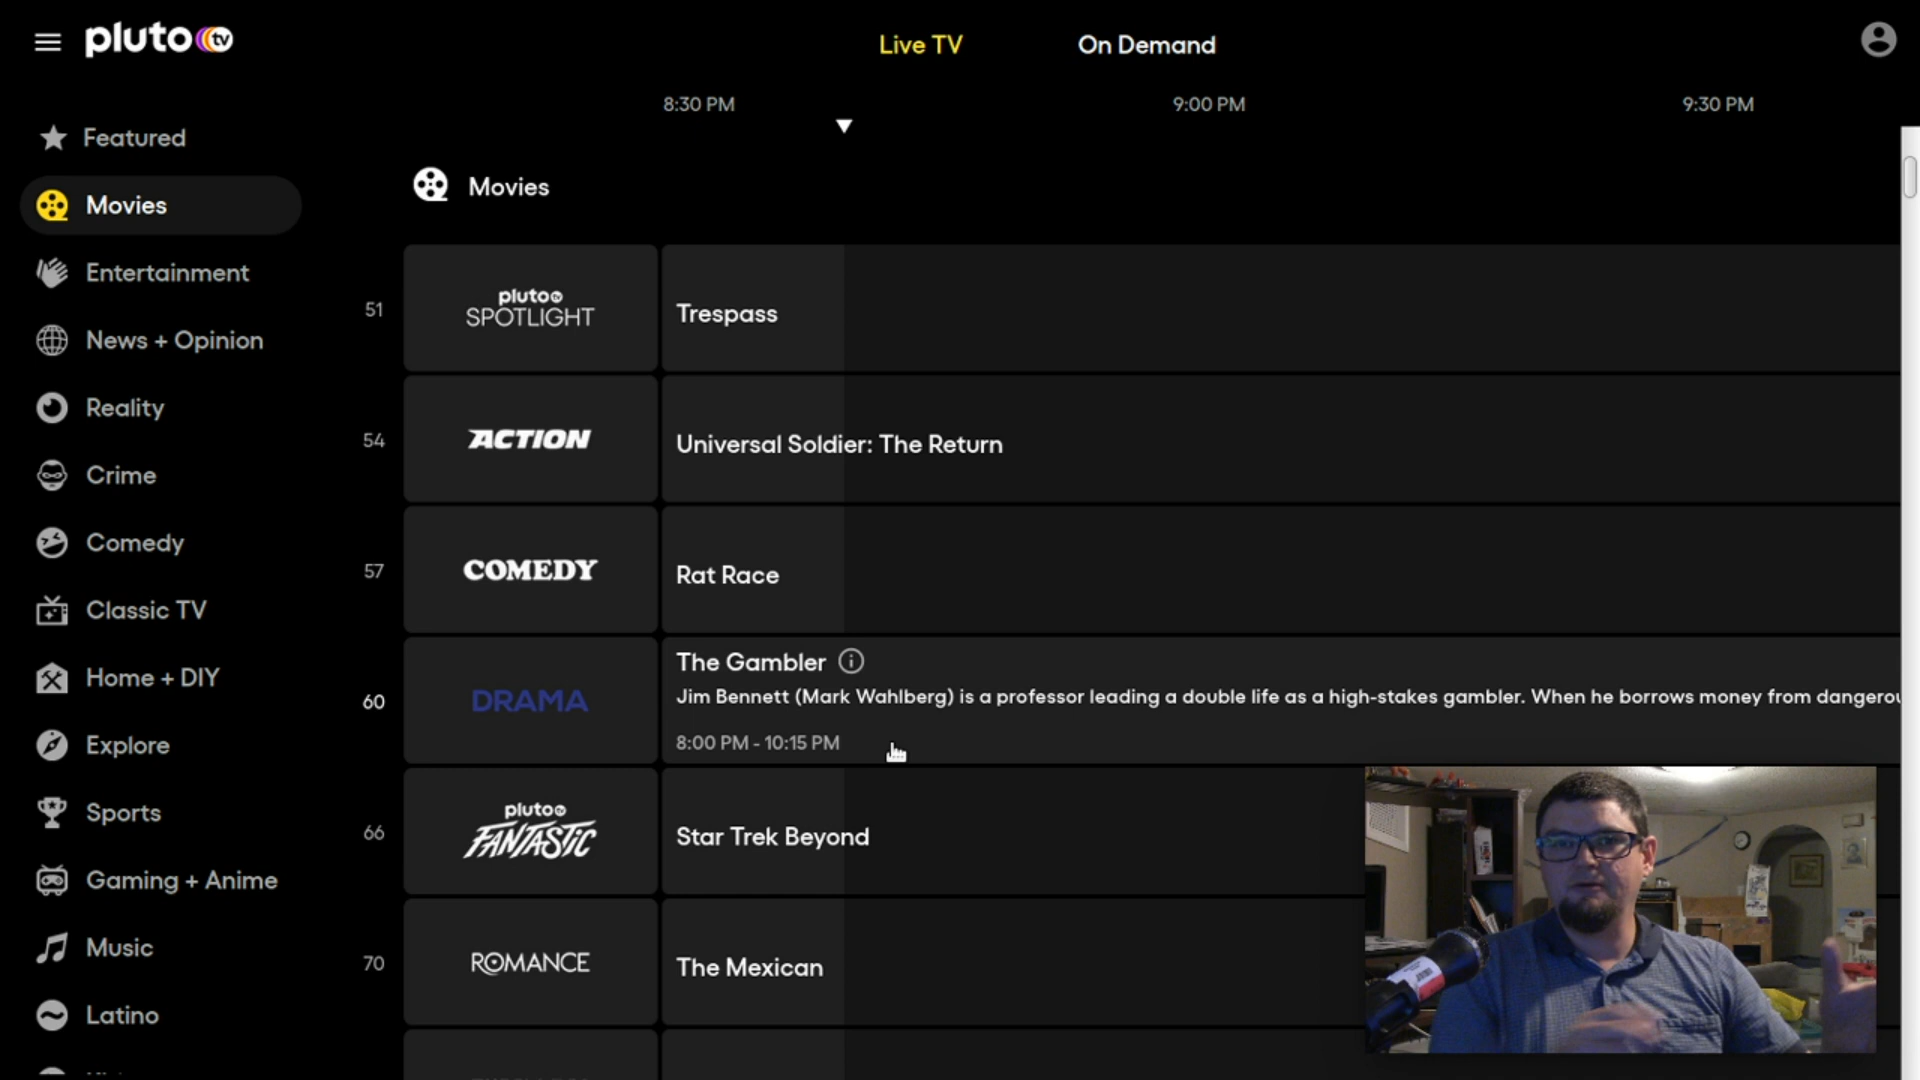 pluto tv
Live TV
On Demand
8:30 PM
9:00 PM
9:30 PM
Featured
Movies
Entertainment
News + Opinion
Reality
Crime
Comedy
Classic TV
Home + DIY
Explore
Sports
Gaming + Anime
Music
Latino
Movies
51
pluto tv
SPOTLIGHT
Trespass
54
ACTION
Universal Soldier: The Return
57
COMEDY
Rat Race
60
DRAMA
The Gambler
Jim Bennett (Mark Wahlberg) is a professor leading a double life as a high-stakes gambler. When he borrows money from dangerou
8:00 PM - 10:15 PM
66
pluto tv
FANTASTIC
Star Trek Beyond
70
ROMANCE
The Mexican